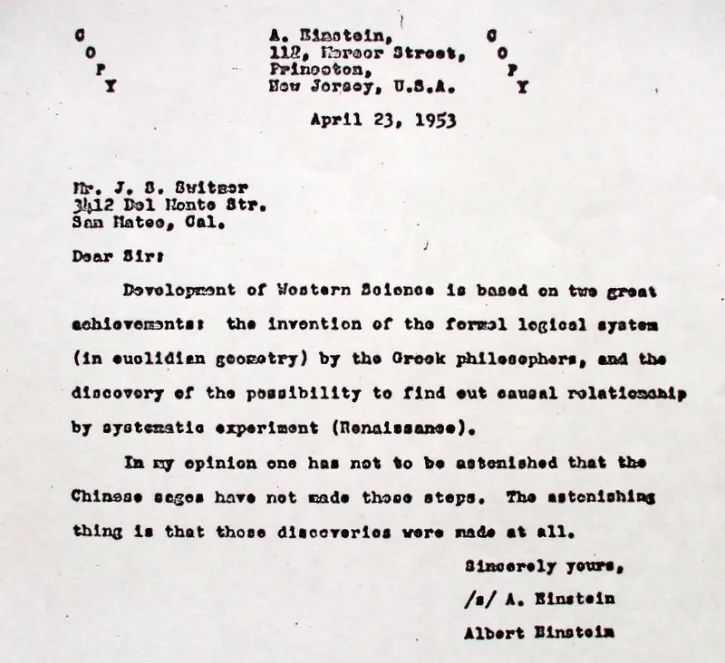 COPY
A. Einstein,
COPY
112, Mercer Street,
Princeton,
New Jersey, U.S.A.
April 23, 1953
Mr. J. S. Switzer
3412 Del Monte Str.
San Mateo, Cal.
Dear Sir:
Development of Western Science is based on two great
achievements: the invention of the formal logical system
(in euclidian geometry) by the Greek philosophers, and the
discovery of the possibility to find out causal relationship
by systematic experiment (Renaissance).
In my opinion one has not to be astonished that the
Chinese sages have not made those steps. The astonishing
thing is that those discoveries were made at all.
Sincerely yours,
/s/ A. Einstein
Albert Einstein